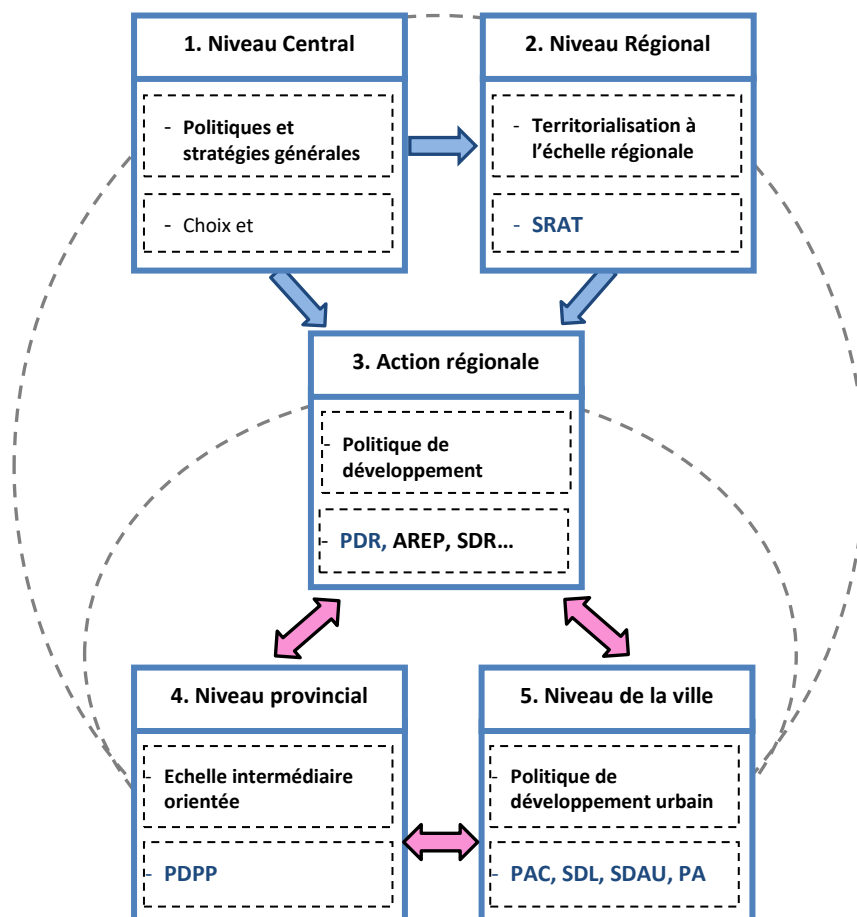 1. Niveau Central
- Politiques et
stratégies générales
- Choix et
2. Niveau Régional
- Territorialisation à
l’échelle régionale
- SRAT
3. Action régionale
- Politique de
développement
- PDR, AREP, SDR…
4. Niveau provincial
- Echelle intermédiaire
orientée
- PDPP
5. Niveau de la ville
- Politique de
développement urbain
- PAC, SDL, SDAU, PA